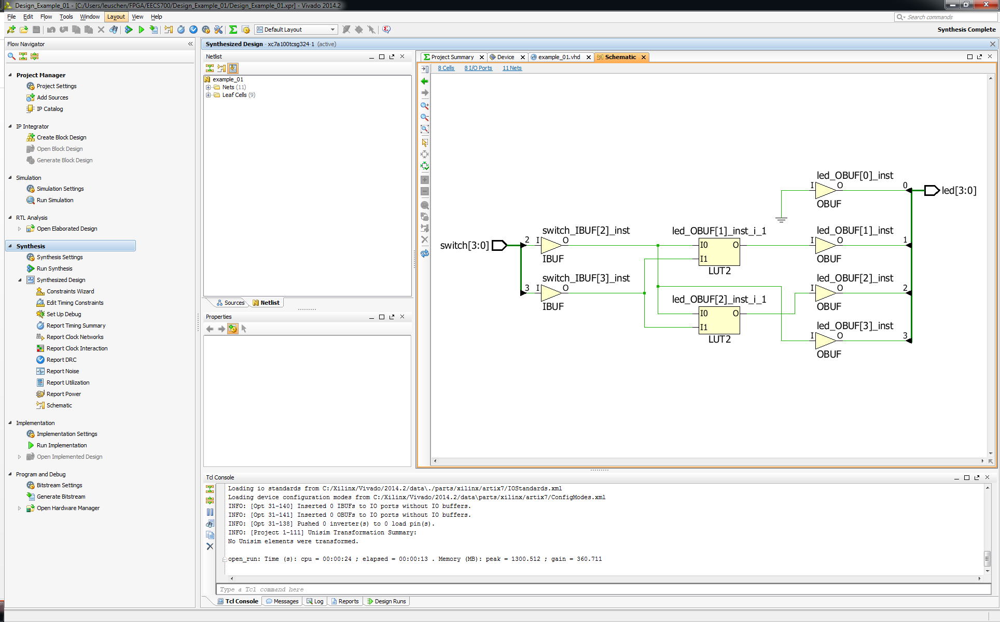 Design_Example_01 - [C:/Users/leuschen/FPGA/EECS700/Design_Example_01/Design_Example_01.xpr] - Vivado 2014.2
File Edit Flow Tools Window Layout View Help
Search commands
Default Layout
Synthesis Complete
Flow Navigator
Project Manager
Project Settings
Add Sources
IP Catalog
IP Integrator
Create Block Design
Open Block Design
Generate Block Design
Simulation
Simulation Settings
Run Simulation
RTL Analysis
Open Elaborated Design
Synthesis
Synthesis Settings
Run Synthesis
Synthesized Design
Constraints Wizard
Edit Timing Constraints
Set Up Debug
Report Timing Summary
Report Clock Networks
Report Clock Interaction
Report DRC
Report Noise
Report Utilization
Report Power
Schematic
Implementation
Implementation Settings
Run Implementation
Open Implemented Design
Program and Debug
Bitstream Settings
Generate Bitstream
Open Hardware Manager
Synthesized Design - xc7a100tcsg324-1 (active)
Netlist
example_01
Nets (11)
Leaf Cells (9)
Sources Netlist
Properties
Project Summary Device example_01.vhd Schematic
8 Cells 8 I/O Ports 11 Nets
led_OBUF[0]_inst
I O 0 led[3:0]
OBUF
switch_IBUF[2]_inst led_OBUF[1]_inst_i_1 led_OBUF[1]_inst
switch[3:0] 2 I O I0 O I O 1
IBUF I1 OBUF
LUT2
switch_IBUF[3]_inst led_OBUF[2]_inst
3 I O I O 2
IBUF led_OBUF[2]_inst_i_1 OBUF
I0 O
I1 led_OBUF[3]_inst
LUT2 I O 3
OBUF
Tcl Console
Loading io standards from C:/Xilinx/Vivado/2014.2/data\./parts/xilinx/artix7/IOStandards.xml
Loading device configuration modes from C:/Xilinx/Vivado/2014.2/data\parts/xilinx/artix7/ConfigModes.xml
INFO: [Opt 31-140] Inserted 0 IBUFs to IO ports without IO buffers.
INFO: [Opt 31-141] Inserted 0 OBUFs to IO ports without IO buffers.
INFO: [Opt 31-138] Pushed 0 inverter(s) to 0 load pin(s).
INFO: [Project 1-111] Unisim Transformation Summary:
No Unisim elements were transformed.
open_run: Time (s): cpu = 00:00:24 ; elapsed = 00:00:13 . Memory (MB): peak = 1300.512 ; gain = 360.711
Type a Tcl command here
Tcl Console Messages Log Reports Design Runs